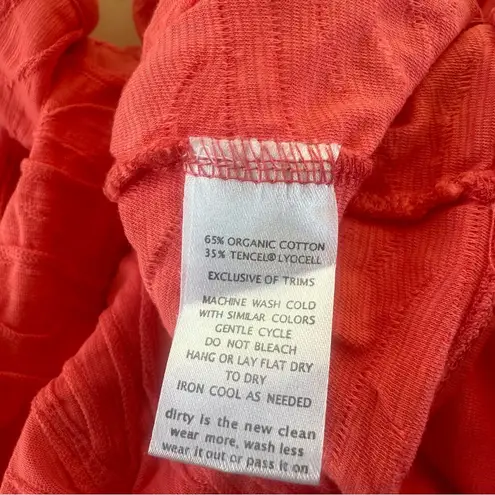 65% ORGANIC COTTON
35% TENCEL® LYOCELL
EXCLUSIVE OF TRIMS
MACHINE WASH COLD
WITH SIMILAR COLORS
GENTLE CYCLE
DO NOT BLEACH
HANG OR LAY FLAT DRY
TO DRY
IRON COOL AS NEEDED
dirty is the new clean
wear more, wash less
wear it out or pass it on